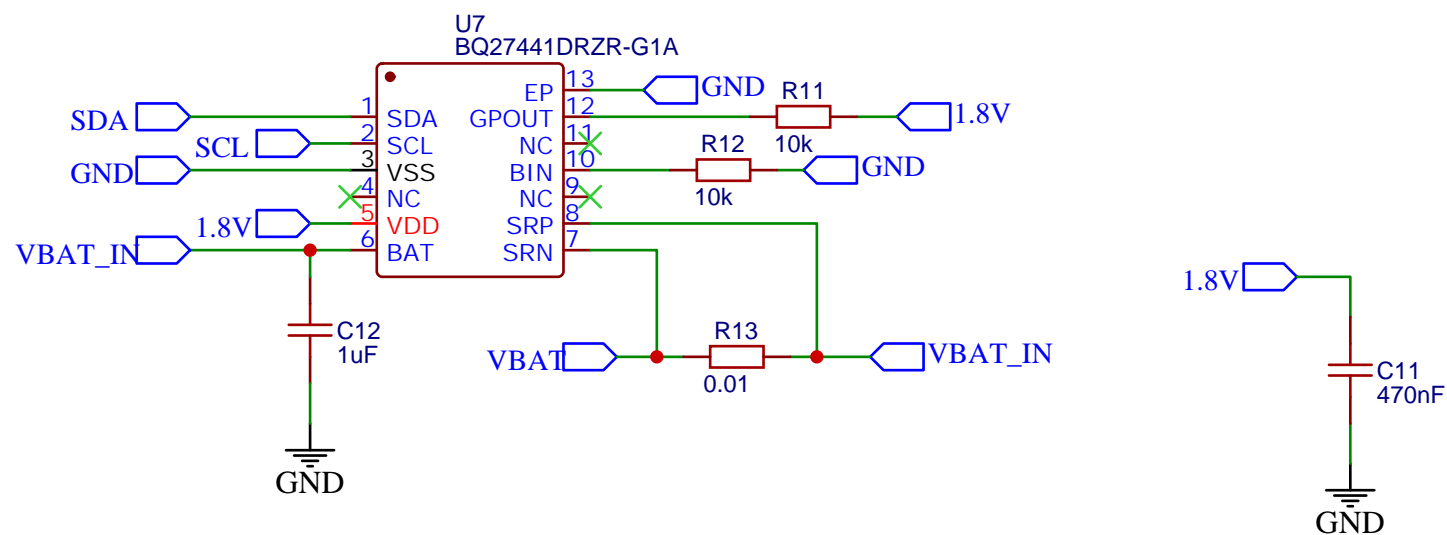 U7
BQ27441DRZR-G1A
SDA
1
SDA
SCL
2
SCL
GND
3
VSS
4
NC
1.8V
5
VDD
VBAT_IN
6
BAT
EP
13
GND
GPOUT
12
R11
10k
1.8V
NC
11
BIN
10
R12
10k
GND
NC
9
SRP
8
SRN
7
C12
1uF
GND
VBAT
R13
0.01
VBAT_IN
1.8V
C11
470nF
GND